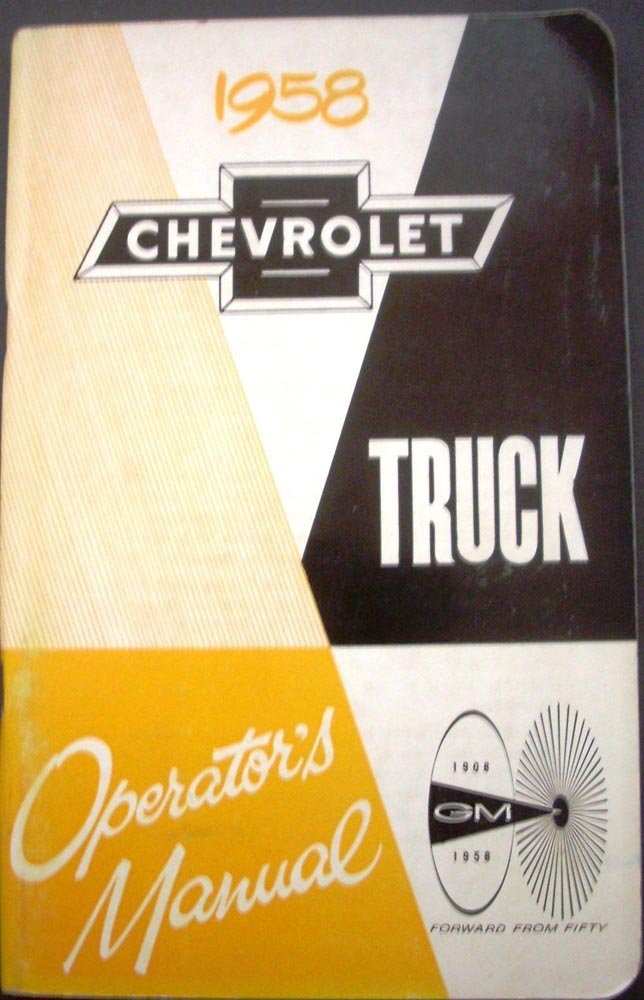 1958
CHEVROLET
TRUCK
Operator's
Manual
1908
GM
1958
FORWARD FROM FIFTY